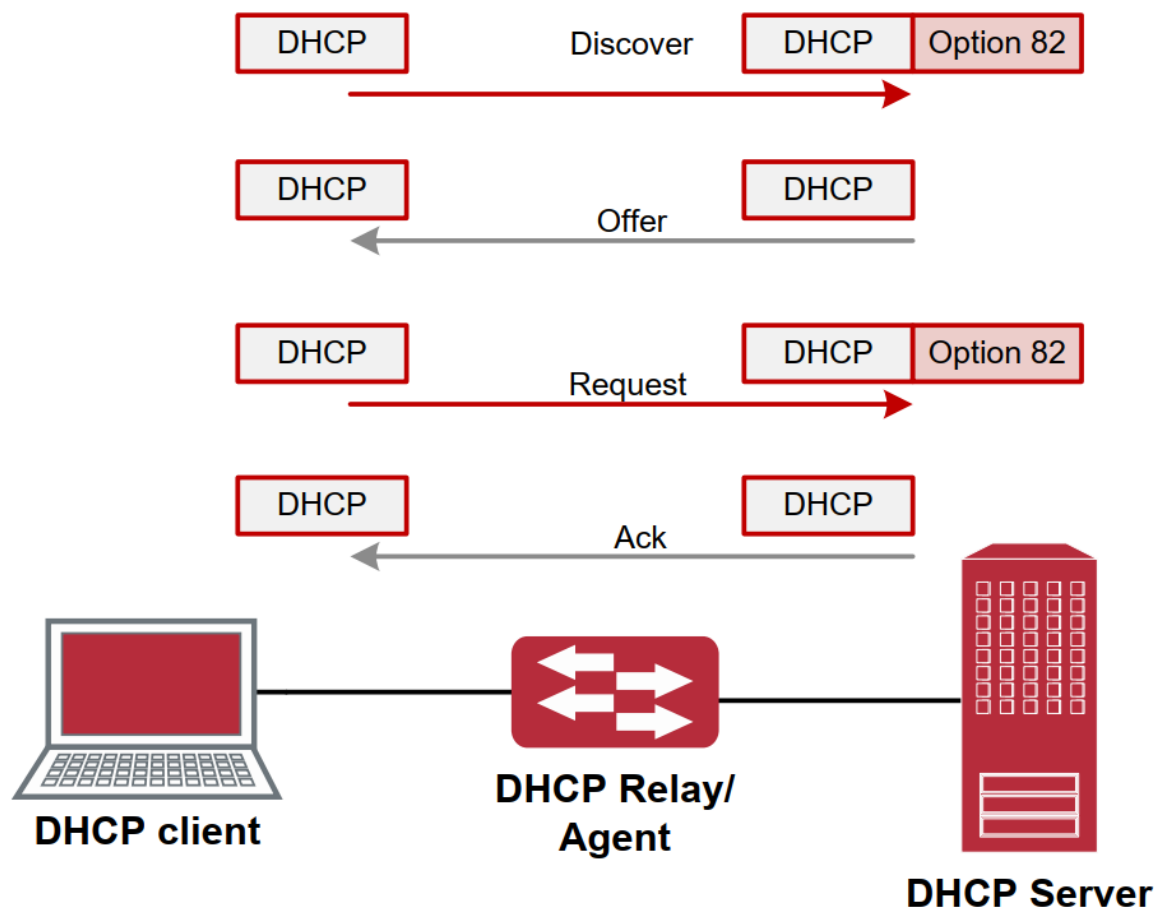 DHCP Discover DHCP Option 82
DHCP Offer DHCP
DHCP Request DHCP Option 82
DHCP Ack DHCP
DHCP client
DHCP Relay/
Agent
DHCP Server